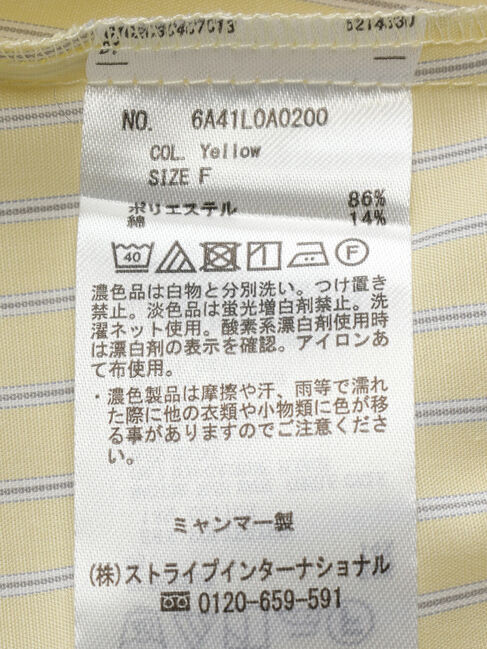 NO. 6A41L0A0200
COL. Yellow
SIZE F
ポリエステル 86%
綿 14%
40 F
濃色品は白物と分別洗い。つけ置き
禁止。淡色品は蛍光増白剤禁止。洗
濯ネット使用。酸素系漂白剤使用時
は漂白剤の表示を確認。アイロンあ
て布使用。
・濃色製品は摩擦や汗、雨等で濡れ
た際に他の衣類や小物類に色が移
る事がありますのでご注意くださ
い。
ミャンマー製
(株)ストライプインターナショナル
0120-659-591